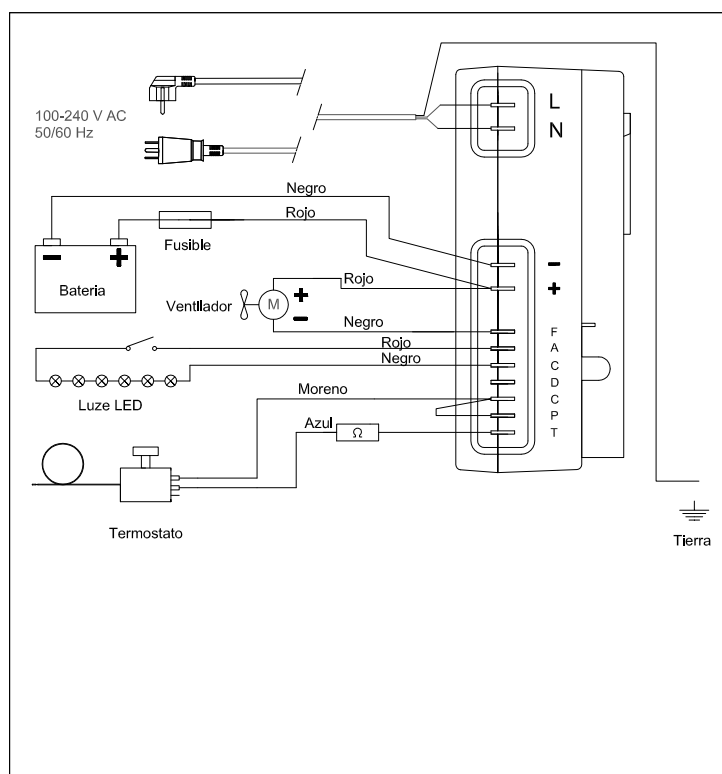 100-240 V AC
50/60 Hz
L
N
Negro
Rojo
Fusible
Bateria
- +
-
+
Rojo
Ventllador
M
+
-
Negro
Rojo
Negro
Luze LED
F
A
C
D
C
P
T
Moreno
Azul
Ω
Termostato
Tierra